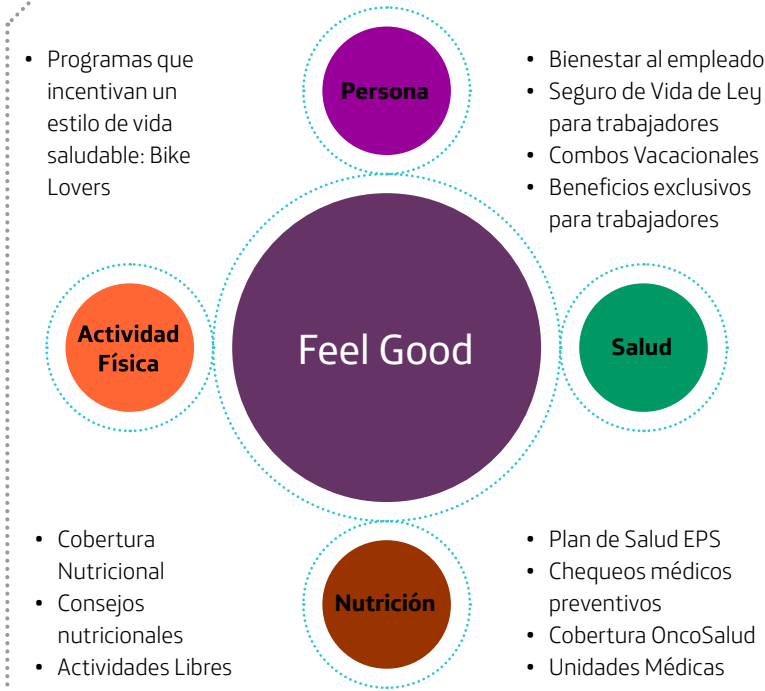 • Programas que
incentivan un
estilo de vida
saludable: Bike
Lovers
Persona
• Bienestar al empleado
• Seguro de Vida de Ley
para trabajadores
• Combos Vacacionales
• Beneficios exclusivos
para trabajadores
Actividad
Física
Feel Good
Salud
• Cobertura
Nutricional
• Consejos
nutricionales
• Actividades Libres
Nutrición
• Plan de Salud EPS
• Chequeos médicos
preventivos
• Cobertura OncoSalud
• Unidades Médicas